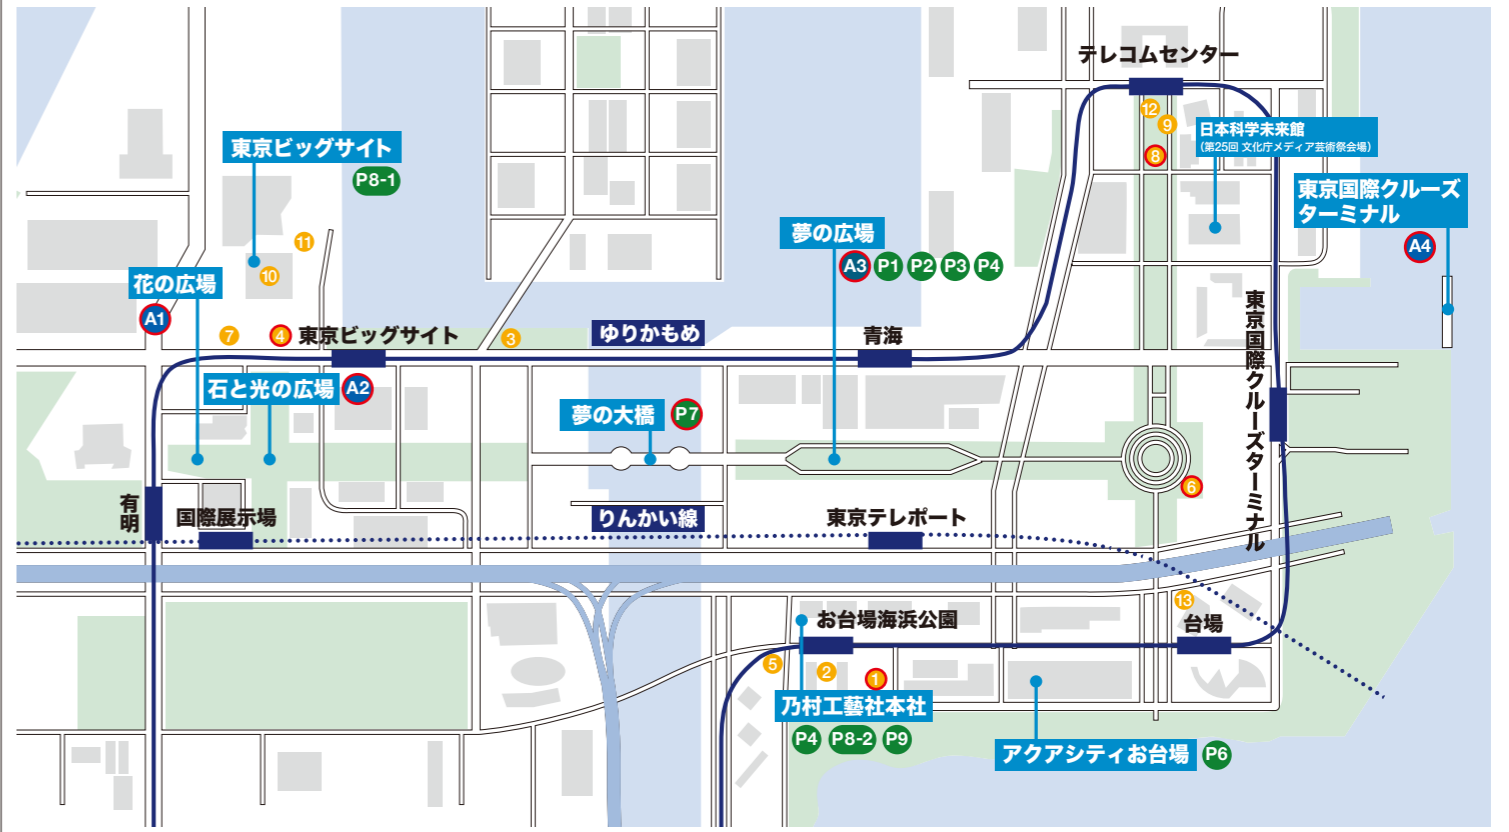 テレコムセンター
12
9
8
日本科学未来館
(第25回 文化庁メディア芸術祭会場)
東京国際クルーズ
ターミナル
A4
東京ビッグサイト
P8-1
11
10
夢の広場
A3 P1 P2 P3 P4
花の広場
A1
7
4
東京ビッグサイト
3
ゆりかもめ
青海
東京国際クルーズターミナル
石と光の広場
A2
夢の大橋
P7
6
有明
国際展示場
りんかい線
東京テレポート
13
お台場海浜公園
台場
5
2
1
乃村工藝社本社
P4 P8-2 P9
アクアシティお台場
P6